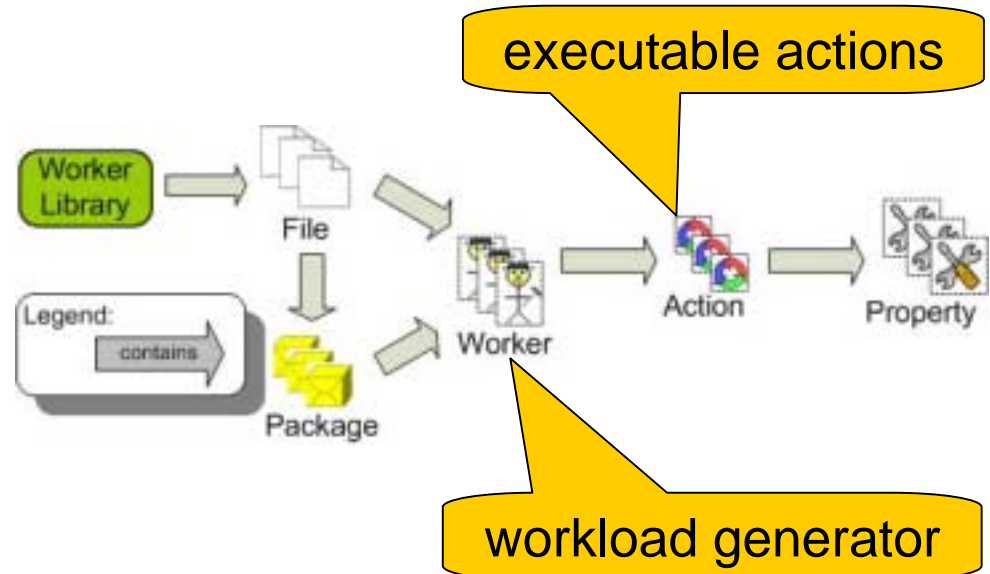 executable actions
Worker
Library
File
Action
Property
Worker
Legend:
contains
Package
workload generator